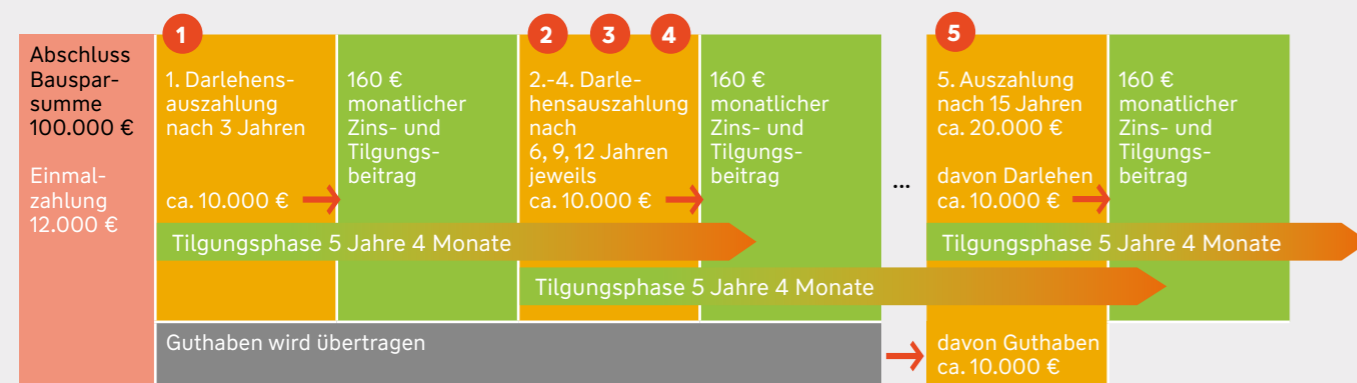 Abschluss
Bauspar-
summe
100.000 €
Einmal-
zahlung
12.000 €
1
1. Darlehens-
auszahlung
nach 3 Jahren
ca. 10.000 €
160 €
monatlicher
Zins- und
Tilgungs-
beitrag
2 3 4
2.-4. Darle-
hensauszahlung
nach
6, 9, 12 Jahren
jeweils
ca. 10.000 €
160 €
monatlicher
Zins- und
Tilgungs-
beitrag
...
5
5. Auszahlung
nach 15 Jahren
ca. 20.000 €
davon Darlehen
ca. 10.000 €
160 €
monatlicher
Zins- und
Tilgungs-
beitrag
Tilgungsphase 5 Jahre 4 Monate
Tilgungsphase 5 Jahre 4 Monate
Tilgungsphase 5 Jahre 4 Monate
Guthaben wird übertragen
davon Guthaben
ca. 10.000 €